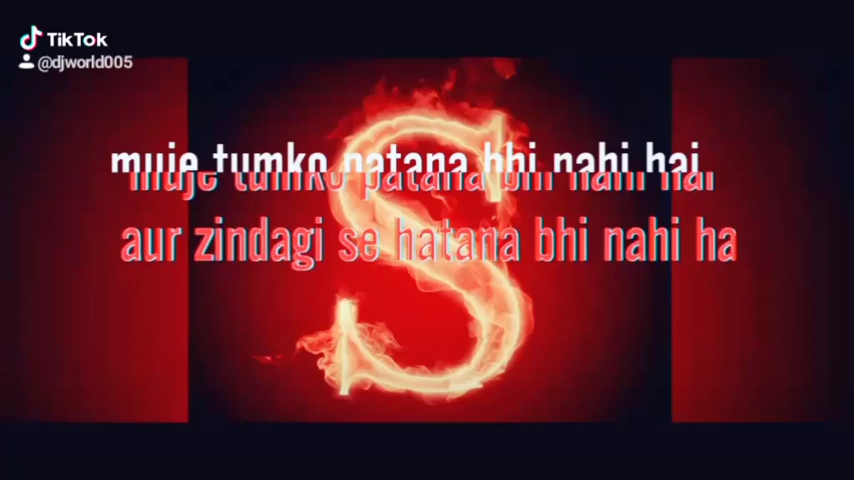 TikTok
@djworld005
muje tumko patana bhi nahi hai
aur zindagi se hatana bhi nahi ha
S